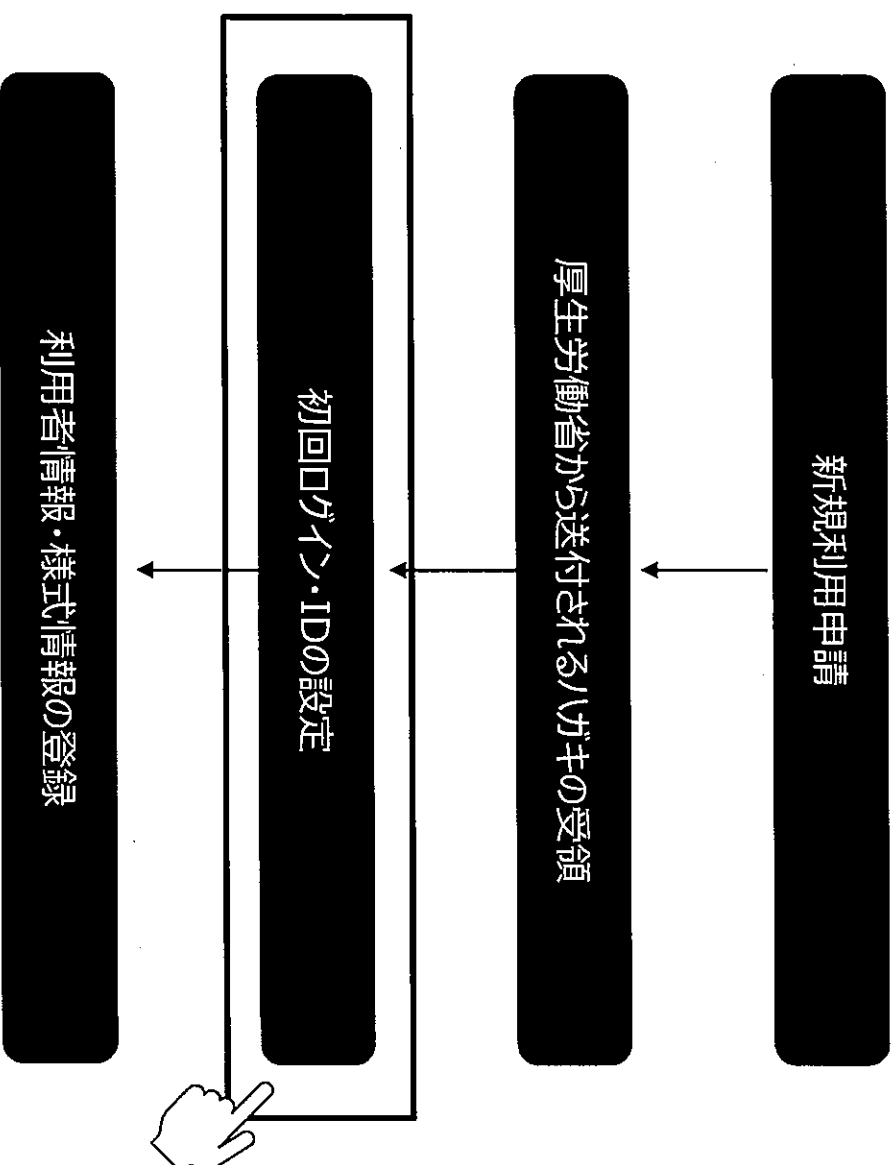 新規利用申請
厚生労働省から送付されるハガキの受領
初回ログイン・IDの設定
利用者情報・様式情報の登録